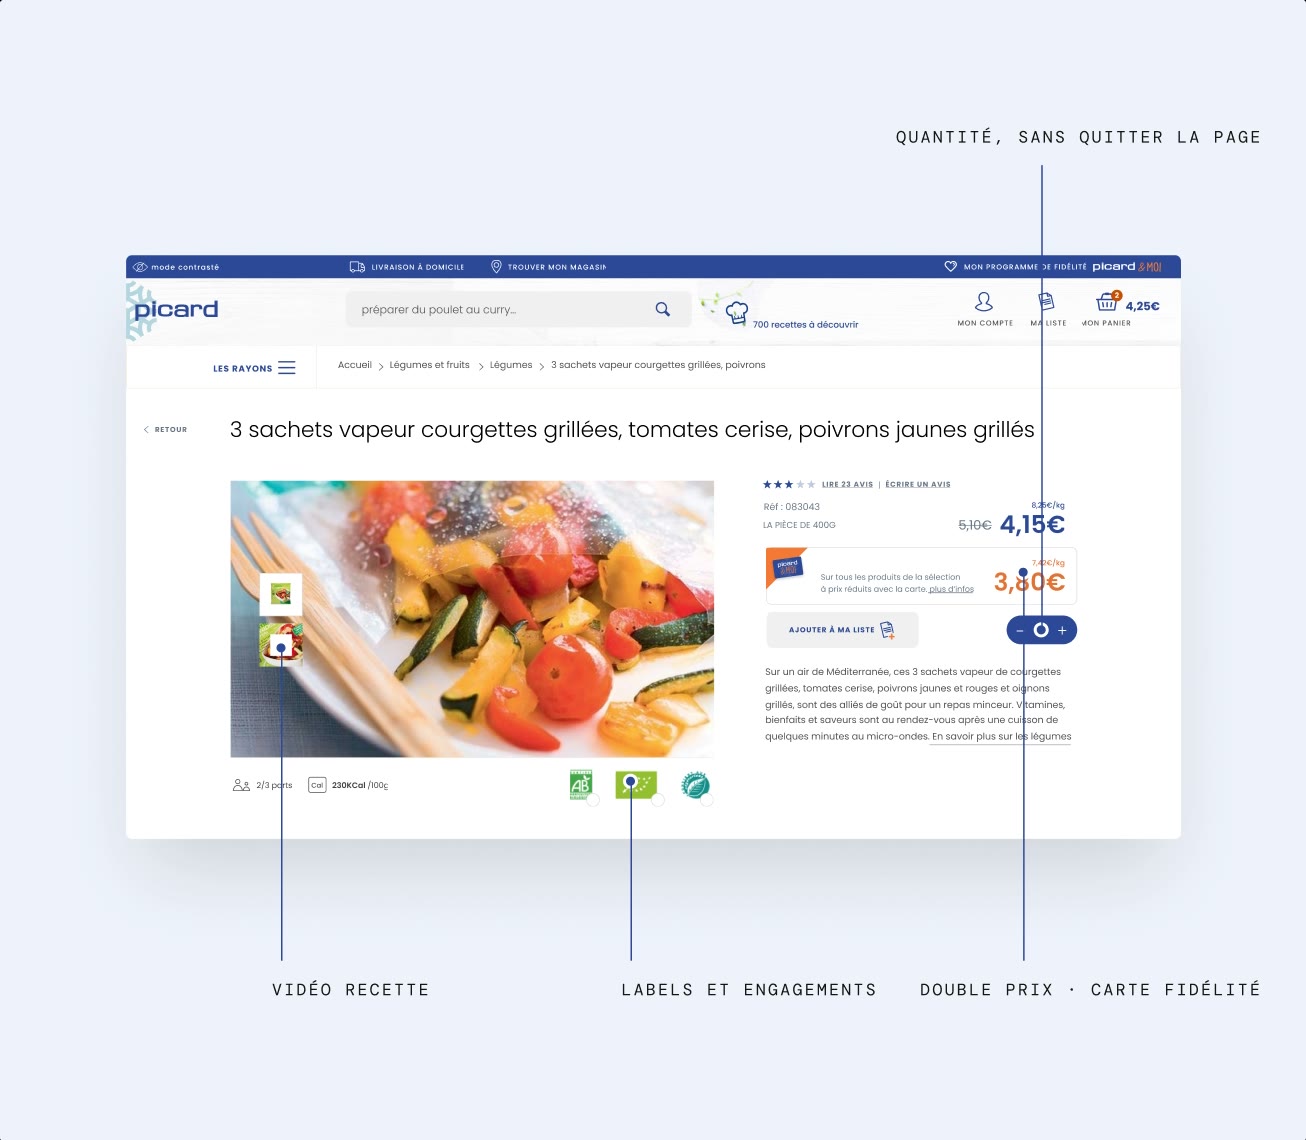 QUANTITÉ, SANS QUITTER LA PAGE
mode contrasté
LIVRAISON À DOMICILE
TROUVER MON MAGASIN
MON PROGRAMME DE FIDÉLITÉ picard &MOI
picard
préparer du poulet au curry...
700 recettes à découvrir
MON COMPTE
MA LISTE
2
MON PANIER
4,25€
LES RAYONS
Accueil > Légumes et fruits > Légumes > 3 sachets vapeur courgettes grillées, poivrons
< RETOUR
3 sachets vapeur courgettes grillées, tomates cerise, poivrons jaunes grillés
LIRE 23 AVIS | ÉCRIRE UN AVIS
Réf : 083043
8,25€/kg
LA PIÈCE DE 400G
5,10€ 4,15€
picard &MOI
7,42€/kg
Sur tous les produits de la sélection
à prix réduits avec la carte. plus d'infos
3,80€
AJOUTER À MA LISTE
− 0 +
Sur un air de Méditerranée, ces 3 sachets vapeur de courgettes
grillées, tomates cerise, poivrons jaunes et rouges et oignons
grillés, sont des alliés de goût pour un repas minceur. Vitamines,
bienfaits et saveurs sont au rendez-vous après une cuisson de
quelques minutes au micro-ondes. En savoir plus sur les légumes
2/3 parts
Cal 230KCal /100g
AB
VIDÉO RECETTE
LABELS ET ENGAGEMENTS
DOUBLE PRIX · CARTE FIDÉLITÉ